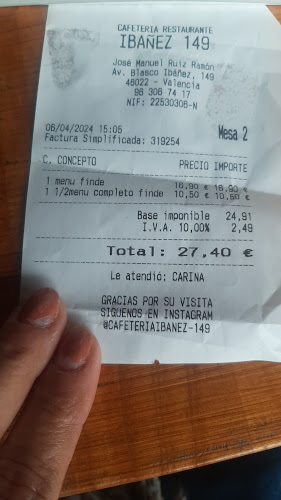 CAFETERIA RESTAURANTE
IBAÑEZ 149
José Manuel Ruiz Ramón
Av. Blasco Ibáñez, 149
46022 - Valencia
96 306 74 17
NIF: 22530306-N
06/04/2024 15:05 Mesa 2
Factura Simplificada: 319254
C. CONCEPTO PRECIO IMPORTE
1 menu finde 16,90 € 16,90 €
1 1/2menu completo finde 10,50 € 10,50 €
Base imponible 24,91
I.V.A. 10,00% 2,49
Total: 27,40 €
Le atendió: CARINA
GRACIAS POR SU VISITA
SIGUENOS EN INSTAGRAM
@CAFETERIAIBANEZ-149